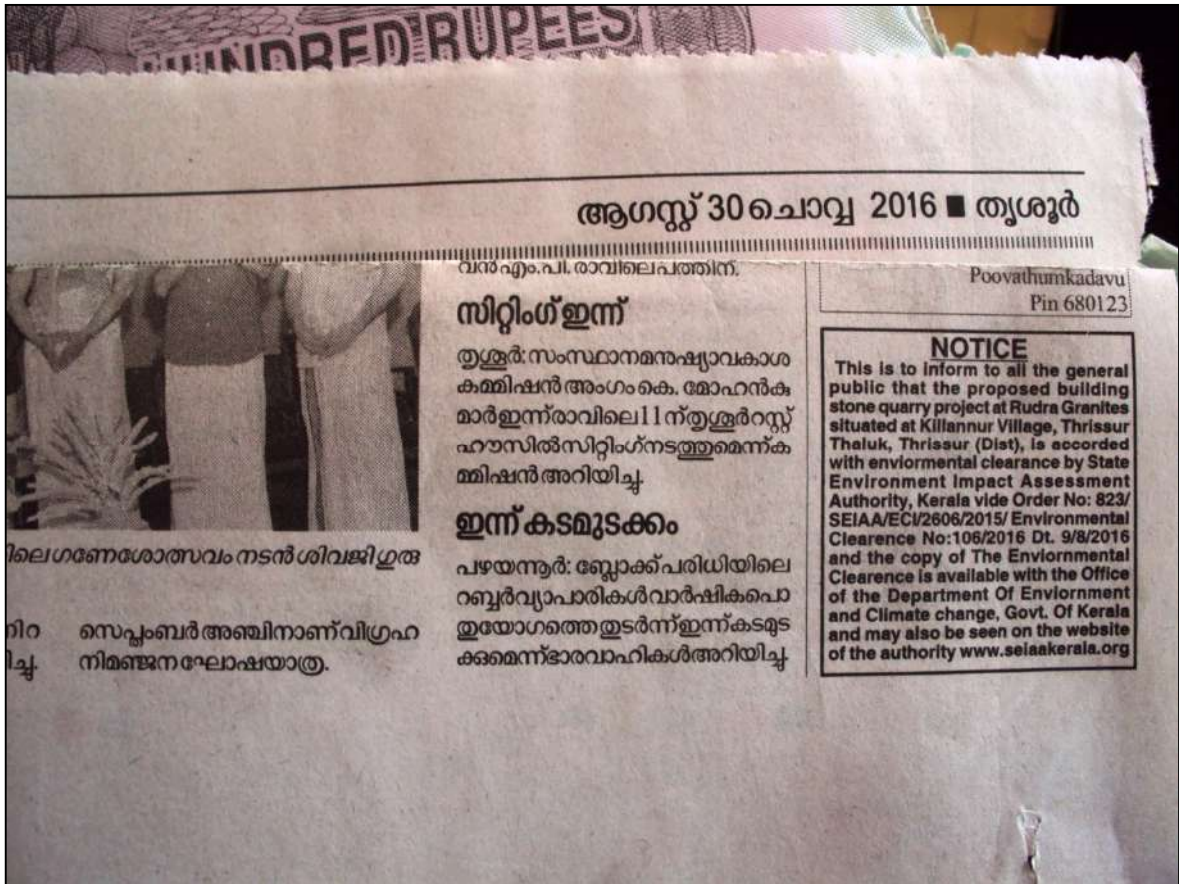 HUNDRED RUPEES
ആഗസ്റ്റ് 30 ചൊവ്വ 2016 ■ തൃശൂർ
ിലെ ഗണേശോത്സവം നടൻ ശിവജി ഗുരു
സെപ്തംബർ അഞ്ചിനാണ് വിഗ്രഹ
നിമഞ്ജന ഘോഷയാത്ര.
വൻ എം.പി. രാവിലെ പത്തിന്.
സിറ്റിംഗ് ഇന്ന്
തൃശൂർ: സംസ്ഥാന മനുഷ്യാവകാശ
കമ്മിഷൻ അംഗം കെ. മോഹൻകു
മാർ ഇന്ന് രാവിലെ 11ന് തൃശൂർ റസ്റ്റ്
ഹൗസിൽ സിറ്റിംഗ് നടത്തുമെന്ന് ക
മ്മിഷൻ അറിയിച്ചു.
ഇന്ന് കടമുടക്കം
പഴയന്നൂർ: ബ്ലോക്ക് പരിധിയിലെ
റബ്ബർ വ്യാപാരികൾ വാർഷിക പൊ
തുയോഗത്തെ തുടർന്ന് ഇന്ന് കടമുട
ക്കുമെന്ന് ഭാരവാഹികൾ അറിയിച്ചു.
Poovathumkadavu
Pin 680123
NOTICE
This is to inform to all the general
public that the proposed building
stone quarry project at Rudra Granites
situated at Killannur Village, Thrissur
Thaluk, Thrissur (Dist), is accorded
with enviormental clearance by State
Environment Impact Assessment
Authority, Kerala vide Order No: 823/
SEIAA/ECI/2606/2015/ Environmental
Clearence No:106/2016 Dt. 9/8/2016
and the copy of The Enviornmental
Clearence is available with the Office
of the Department Of Enviornment
and Climate change, Govt. Of Kerala
and may also be seen on the website
of the authority www.seiaakerala.org